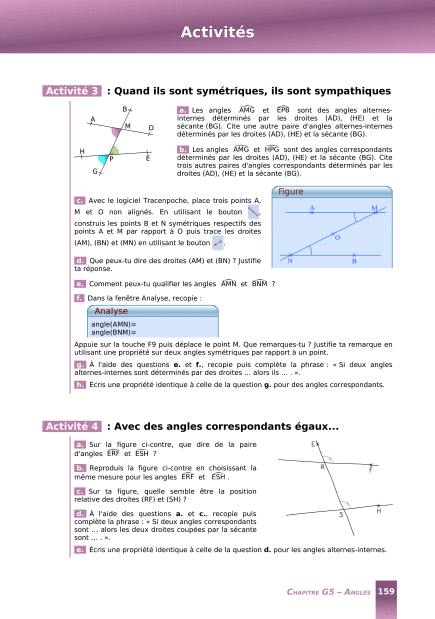 Activités
Activité 3 : Quand ils sont symétriques, ils sont sympathiques
B
A
M
D
H
P
E
G
a. Les angles AMG et EPB sont des angles alternes-
internes déterminés par les droites (AD), (HE) et la
sécante (BG). Cite une autre paire d'angles alternes-internes
déterminés par les droites (AD), (HE) et la sécante (BG).
b. Les angles AMG et HPG sont des angles correspondants
déterminés par les droites (AD), (HE) et la sécante (BG). Cite
trois autres paires d'angles correspondants déterminés par les
droites (AD), (HE) et la sécante (BG).
c. Avec le logiciel Tracenpoche, place trois points A,
M et O non alignés. En utilisant le bouton ,
construis les points B et N symétriques respectifs des
points A et M par rapport à O puis trace les droites
(AM), (BN) et (MN) en utilisant le bouton .
Figure
A
M
O
N
B
d. Que peux-tu dire des droites (AM) et (BN) ? Justifie
ta réponse.
e. Comment peux-tu qualifier les angles AMN et BNM ?
f. Dans la fenêtre Analyse, recopie :
Analyse
angle(AMN)=
angle(BNM)=
Appuie sur la touche F9 puis déplace le point M. Que remarques-tu ? Justifie ta remarque en
utilisant une propriété sur deux angles symétriques par rapport à un point.
g. À l'aide des questions e. et f., recopie puis complète la phrase : « Si deux angles
alternes-internes sont déterminés par des droites ... alors ils ... . ».
h. Écris une propriété identique à celle de la question g. pour des angles correspondants.
Activité 4 : Avec des angles correspondants égaux...
a. Sur la figure ci-contre, que dire de la paire
d'angles ERF et ESH ?
b. Reproduis la figure ci-contre en choisissant la
même mesure pour les angles ERF et ESH .
c. Sur ta figure, quelle semble être la position
relative des droites (RF) et (SH) ?
d. À l'aide des questions a. et c., recopie puis
complète la phrase : « Si deux angles correspondants
sont ... alors les deux droites coupées par la sécante
sont ... . ».
E
R
F
S
H
e. Écris une propriété identique à celle de la question d. pour les angles alternes-internes.
CHAPITRE G5 – ANGLES 159